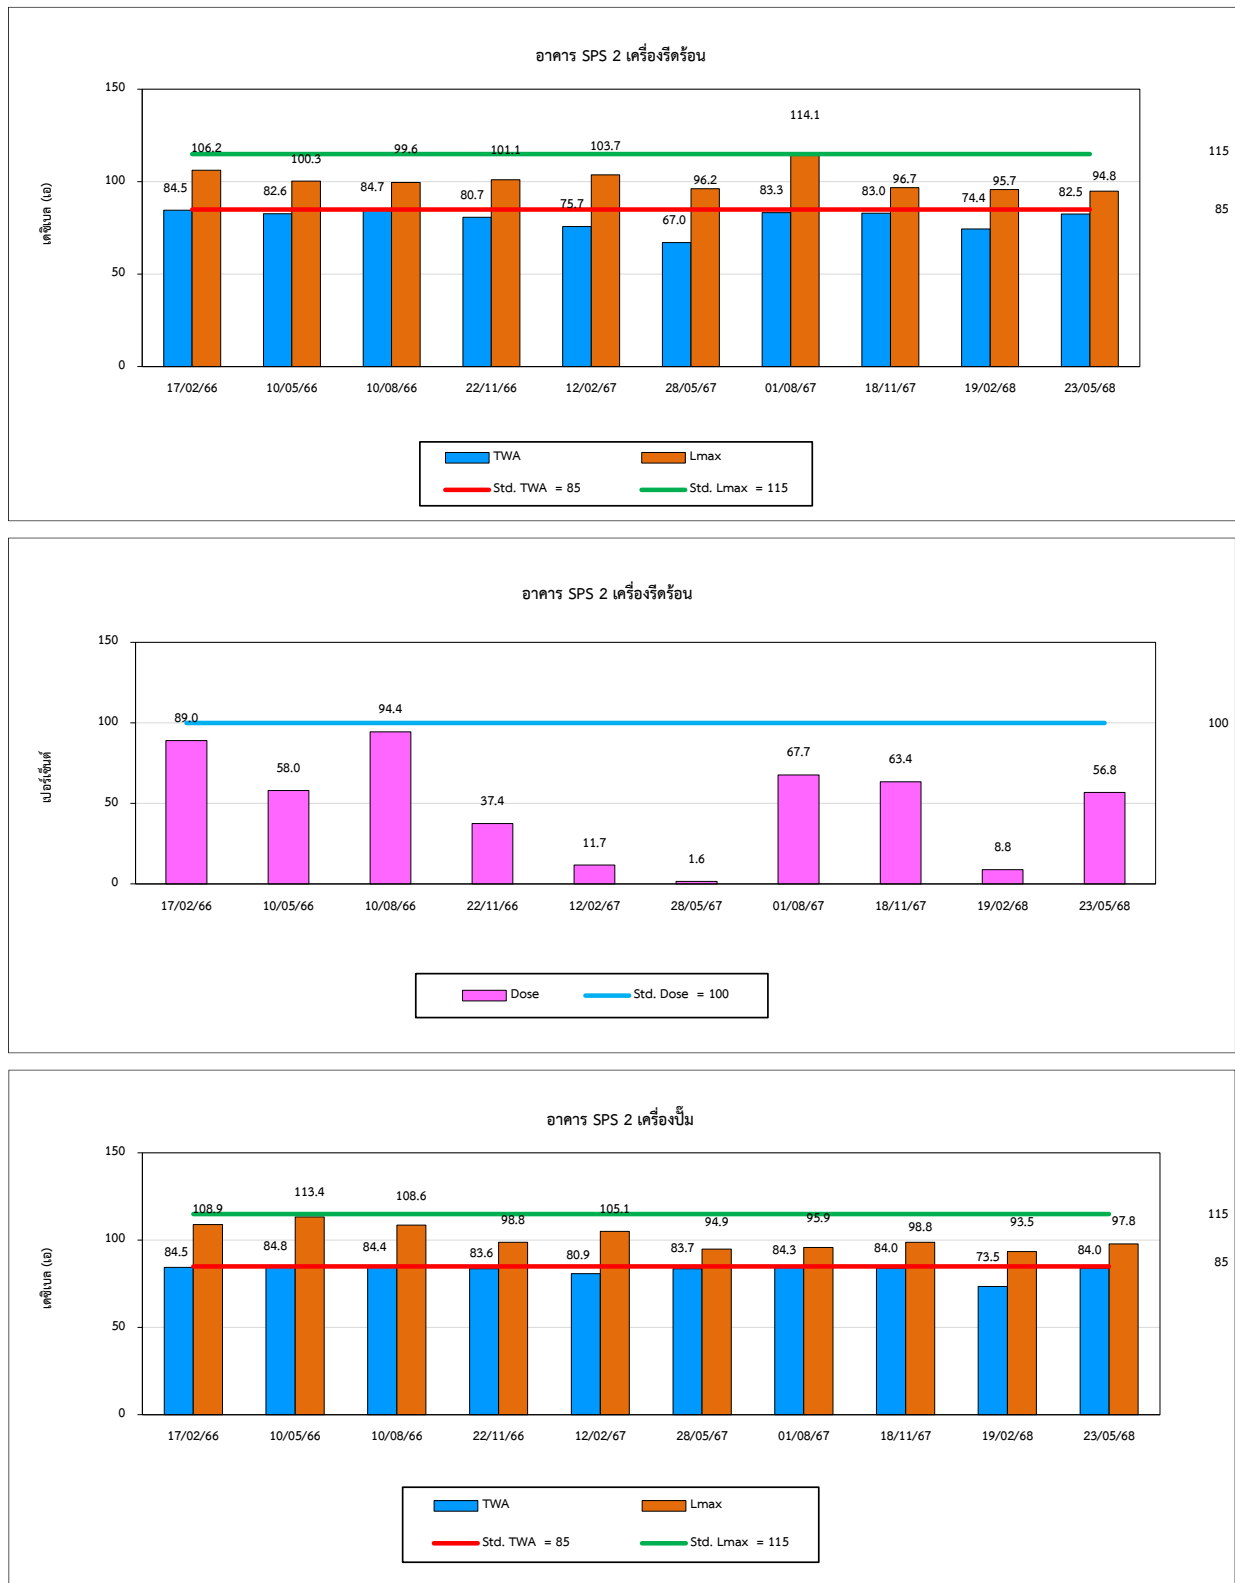 อาคาร SPS 2 เครื่องรีดร้อน
เดซิเบล (เอ)
150
100
50
0
106.2 100.3 99.6 101.1 103.7 96.2 114.1 96.7 95.7 94.8
84.5 82.6 84.7 80.7 75.7 67.0 83.3 83.0 74.4 82.5
115
85
17/02/66 10/05/66 10/08/66 22/11/66 12/02/67 28/05/67 01/08/67 18/11/67 19/02/68 23/05/68
TWA Lmax
Std. TWA = 85 Std. Lmax = 115
อาคาร SPS 2 เครื่องรีดร้อน
เปอร์เซ็นต์
150
100
50
0
89.0 58.0 94.4 37.4 11.7 1.6 67.7 63.4 8.8 56.8
100
17/02/66 10/05/66 10/08/66 22/11/66 12/02/67 28/05/67 01/08/67 18/11/67 19/02/68 23/05/68
Dose Std. Dose = 100
อาคาร SPS 2 เครื่องปั๊ม
เดซิเบล (เอ)
150
100
50
0
108.9 113.4 108.6 98.8 105.1 94.9 95.9 98.8 93.5 97.8
84.5 84.8 84.4 83.6 80.9 83.7 84.3 84.0 73.5 84.0
115
85
17/02/66 10/05/66 10/08/66 22/11/66 12/02/67 28/05/67 01/08/67 18/11/67 19/02/68 23/05/68
TWA Lmax
Std. TWA = 85 Std. Lmax = 115